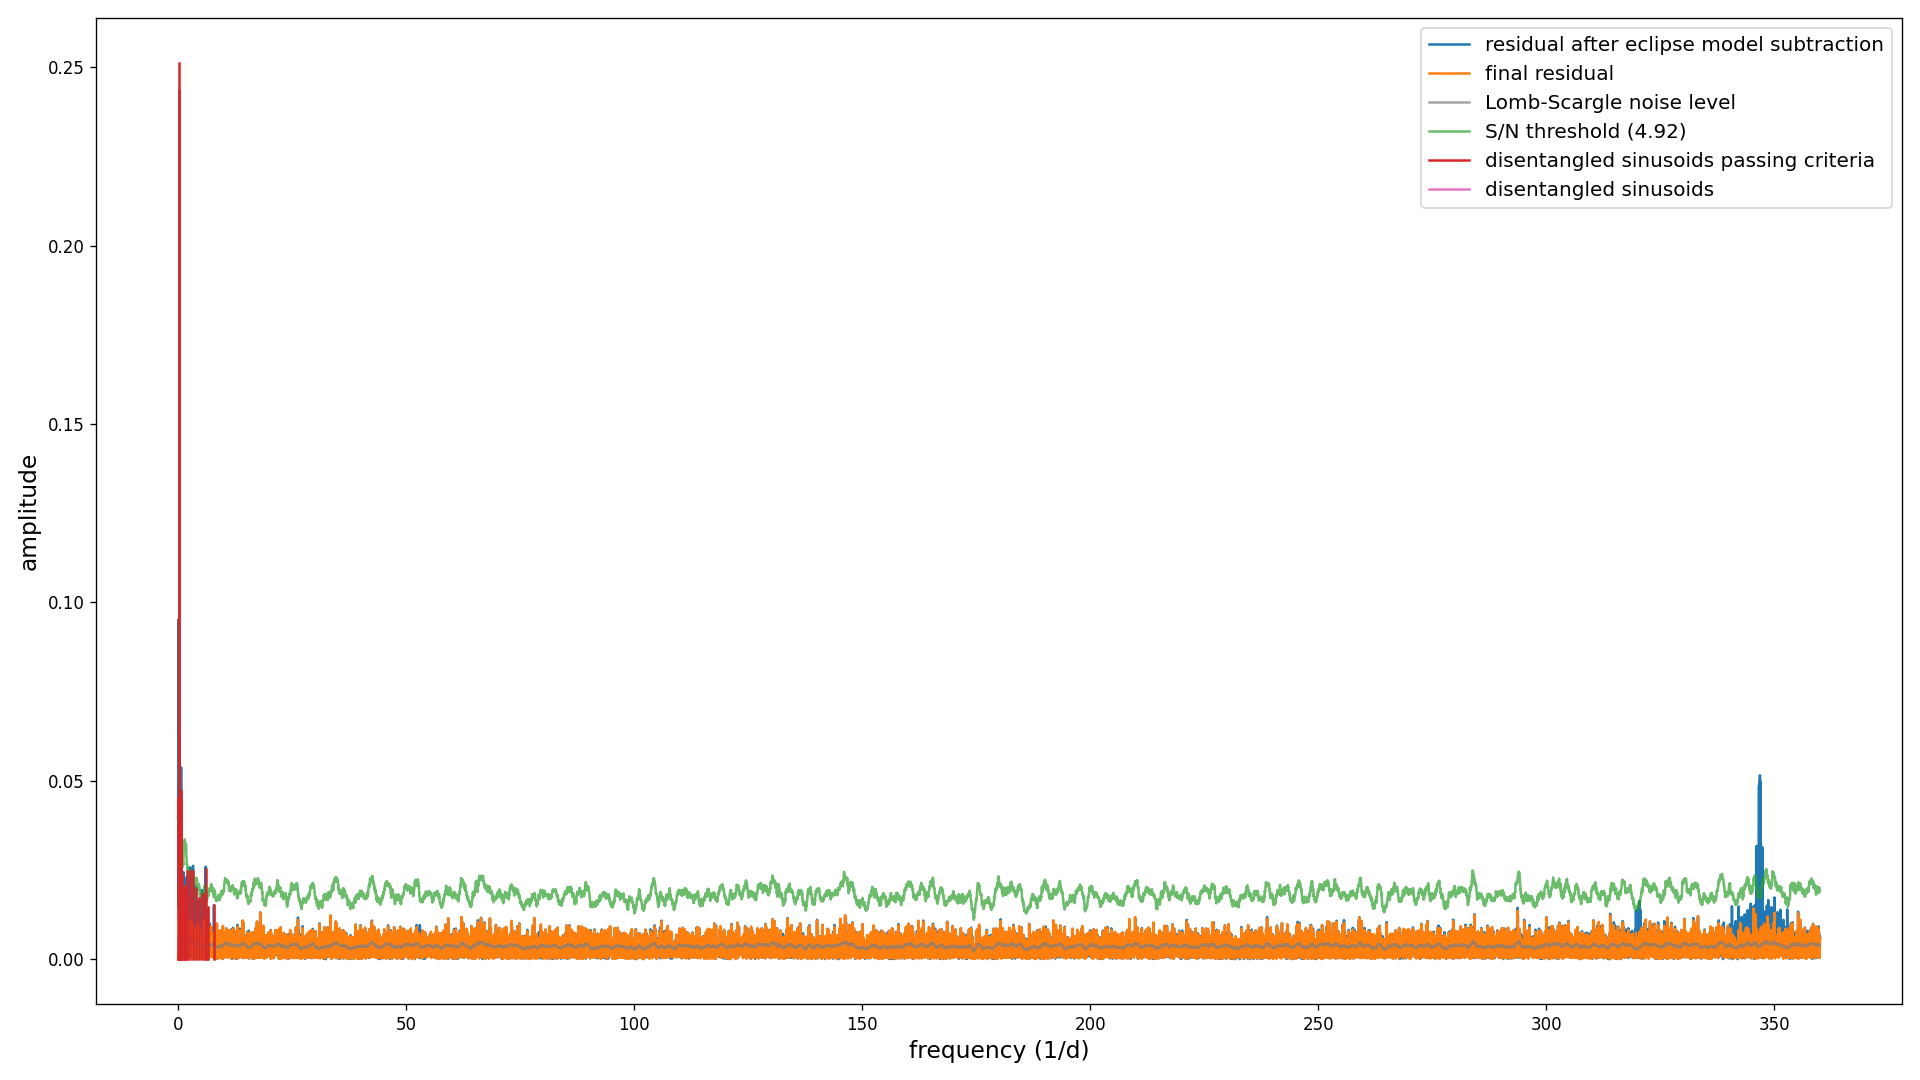 residual after eclipse model subtraction
final residual
Lomb-Scargle noise level
S/N threshold (4.92)
disentangled sinusoids passing criteria
disentangled sinusoids
0.25
0.20
0.15
0.10
0.05
0.00
amplitude
0 50 100 150 200 250 300 350
frequency (1/d)